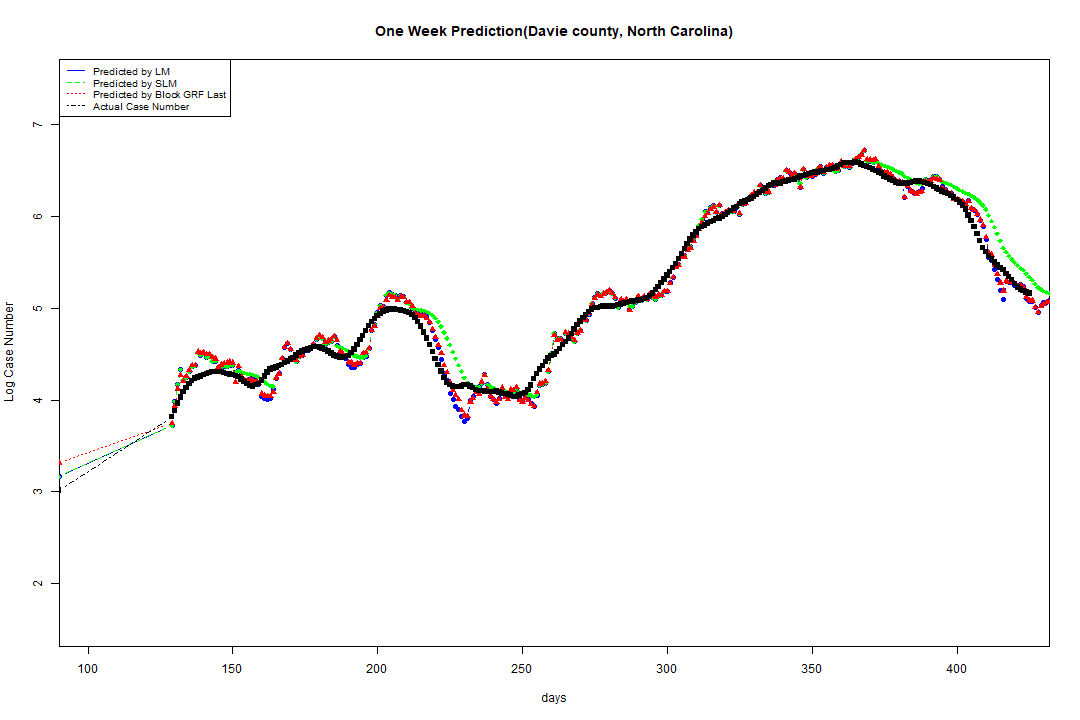 One Week Prediction(Davie county, North Carolina)
Predicted by LM
Predicted by SLM
Predicted by Block GRF Last
Actual Case Number
7
6
5
4
3
2
Log Case Number
100 150 200 250 300 350 400
days